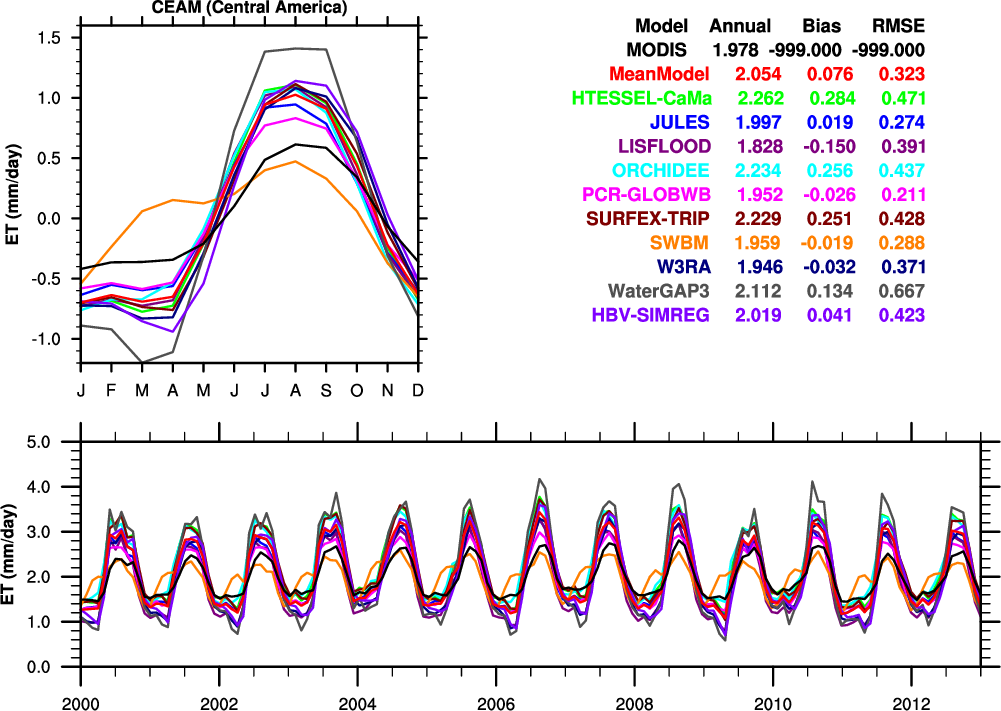 CEAM (Central America)
ET (mm/day)
1.5
1.0
0.5
0.0
-0.5
-1.0
J F M A M J J A S O N D
Model Annual Bias RMSE
MODIS 1.978 -999.000 -999.000
MeanModel 2.054 0.076 0.323
HTESSEL-CaMa 2.262 0.284 0.471
JULES 1.997 0.019 0.274
LISFLOOD 1.828 -0.150 0.391
ORCHIDEE 2.234 0.256 0.437
PCR-GLOBWB 1.952 -0.026 0.211
SURFEX-TRIP 2.229 0.251 0.428
SWBM 1.959 -0.019 0.288
W3RA 1.946 -0.032 0.371
WaterGAP3 2.112 0.134 0.667
HBV-SIMREG 2.019 0.041 0.423
ET (mm/day)
5.0
4.0
3.0
2.0
1.0
0.0
2000 2002 2004 2006 2008 2010 2012